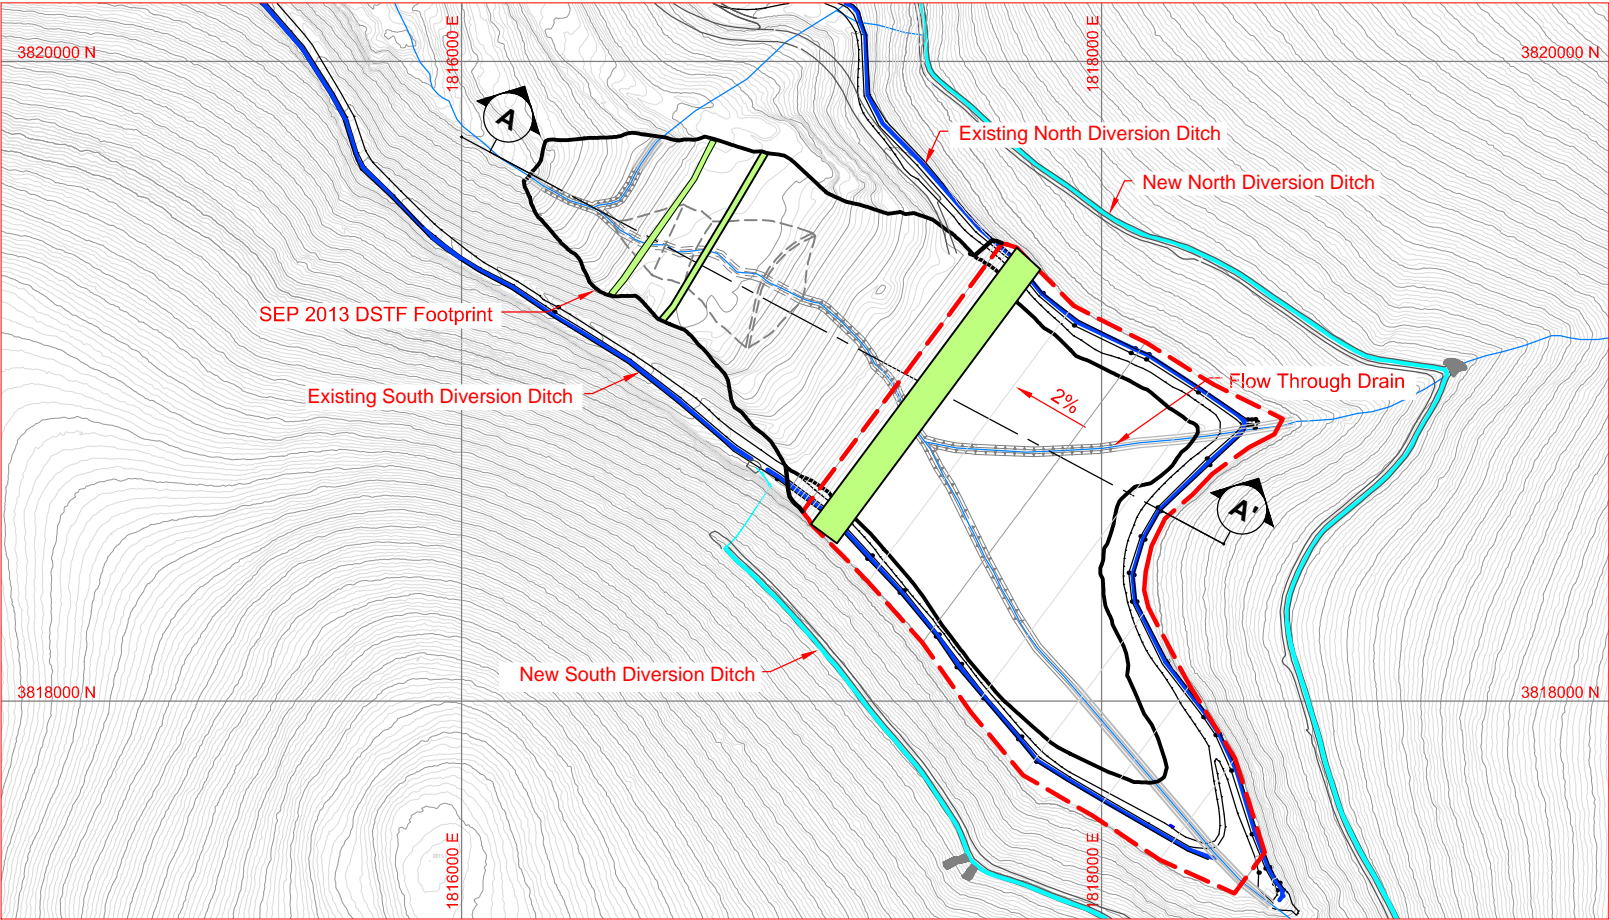 3820000 N
1816000 E
1818000 E
3820000 N
A
Existing North Diversion Ditch
New North Diversion Ditch
SEP 2013 DSTF Footprint
Existing South Diversion Ditch
Flow Through Drain
2%
A'
New South Diversion Ditch
3818000 N
3818000 N
1816000 E
1818000 E